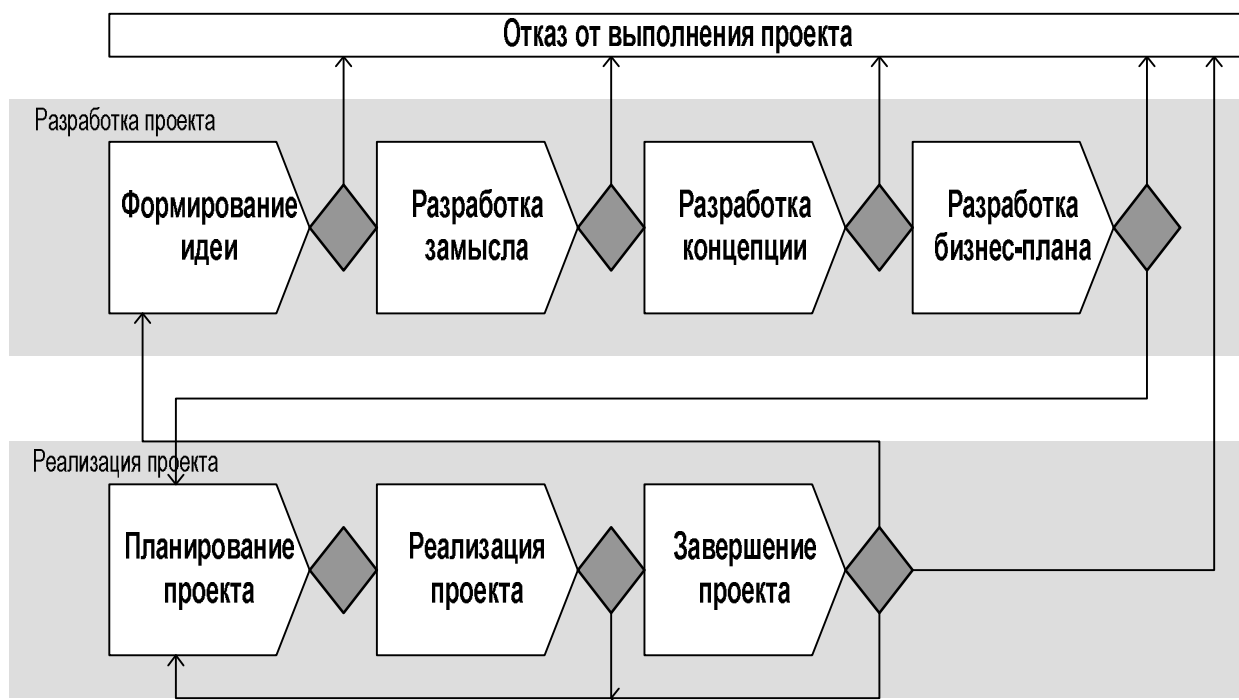 Отказ от выполнения проекта
Разработка проекта
Формирование
идеи
Разработка
замысла
Разработка
концепции
Разработка
бизнес-плана
Реализация проекта
Планирование
проекта
Реализация
проекта
Завершение
проекта